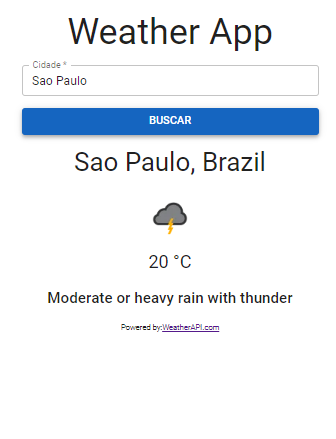 Weather App
Cidade *
Sao Paulo
BUSCAR
Sao Paulo, Brazil
20 °C
Moderate or heavy rain with thunder
Powered by:WeatherAPI.com